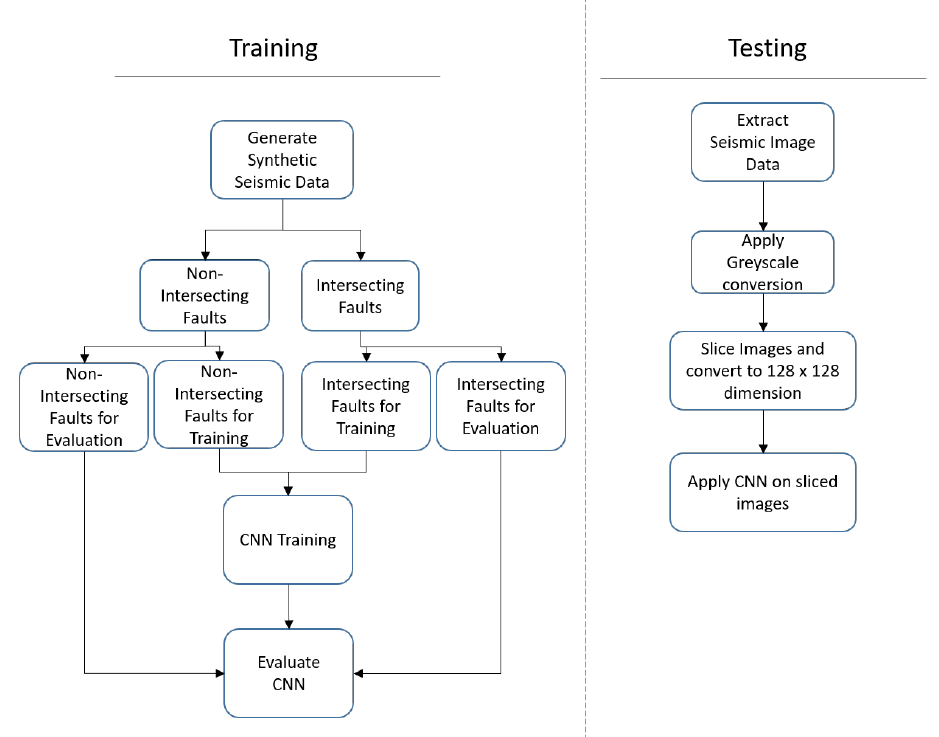 Training
Generate
Synthetic
Seismic Data
Non-
Intersecting
Faults
Intersecting
Faults
Non-
Intersecting
Faults for
Evaluation
Non-
Intersecting
Faults for
Training
Intersecting
Faults for
Training
Intersecting
Faults for
Evaluation
CNN Training
Evaluate
CNN
Testing
Extract
Seismic Image
Data
Apply
Greyscale
conversion
Slice Images and
convert to 128 x 128
dimension
Apply CNN on sliced
images